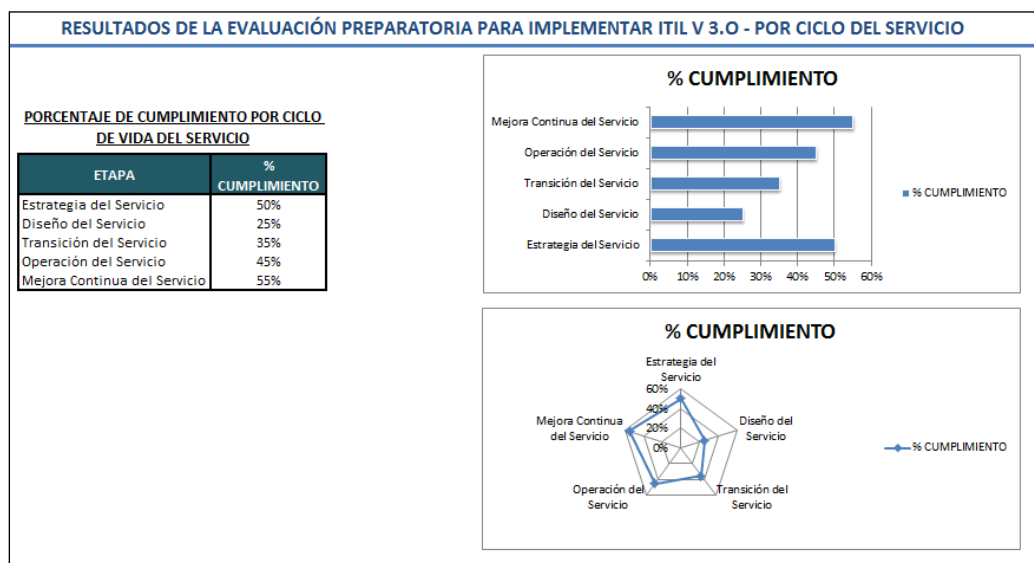 RESULTADOS DE LA EVALUACIÓN PREPARATORIA PARA IMPLEMENTAR ITIL V 3.O - POR CICLO DEL SERVICIO
PORCENTAJE DE CUMPLIMIENTO POR CICLO
DE VIDA DEL SERVICIO
ETAPA
%
CUMPLIMIENTO
Estrategia del Servicio 50%
Diseño del Servicio 25%
Transición del Servicio 35%
Operación del Servicio 45%
Mejora Continua del Servicio 55%
% CUMPLIMIENTO
Mejora Continua del Servicio
Operación del Servicio
Transición del Servicio
Diseño del Servicio
Estrategia del Servicio
0% 10% 20% 30% 40% 50% 60%
% CUMPLIMIENTO
% CUMPLIMIENTO
Estrategia del
Servicio
60%
40%
20%
0%
Diseño del
Servicio
Transición del
Servicio
Operación del
Servicio
Mejora Continua
del Servicio
% CUMPLIMIENTO